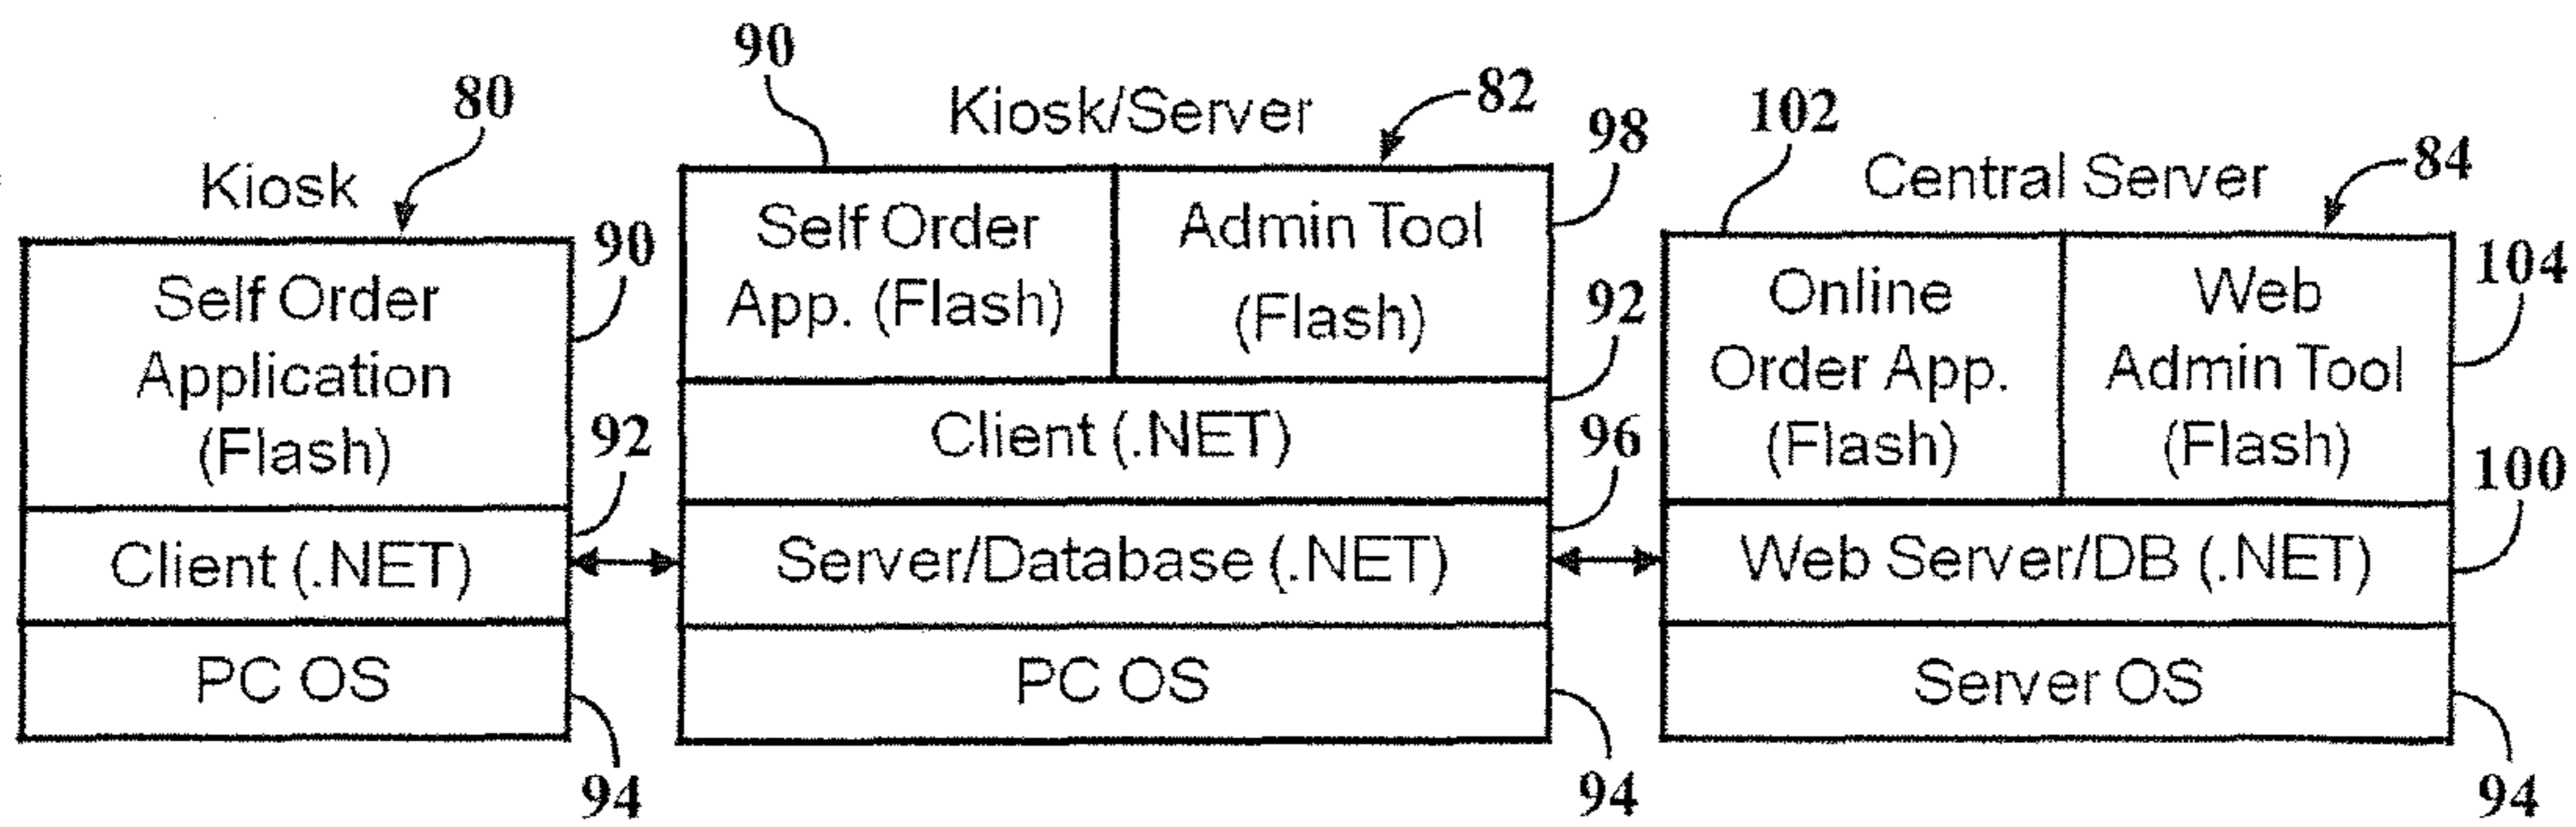 Kiosk
80
Self Order
Application
(Flash)
90
Client (.NET)
92
PC OS
94
Kiosk/Server
82
90
Self Order
App. (Flash)
Admin Tool
(Flash)
98
Client (.NET)
92
Server/Database (.NET)
96
PC OS
94
Central Server
84
102
Online
Order App.
(Flash)
Web
Admin Tool
(Flash)
104
Web Server/DB (.NET)
100
Server OS
94